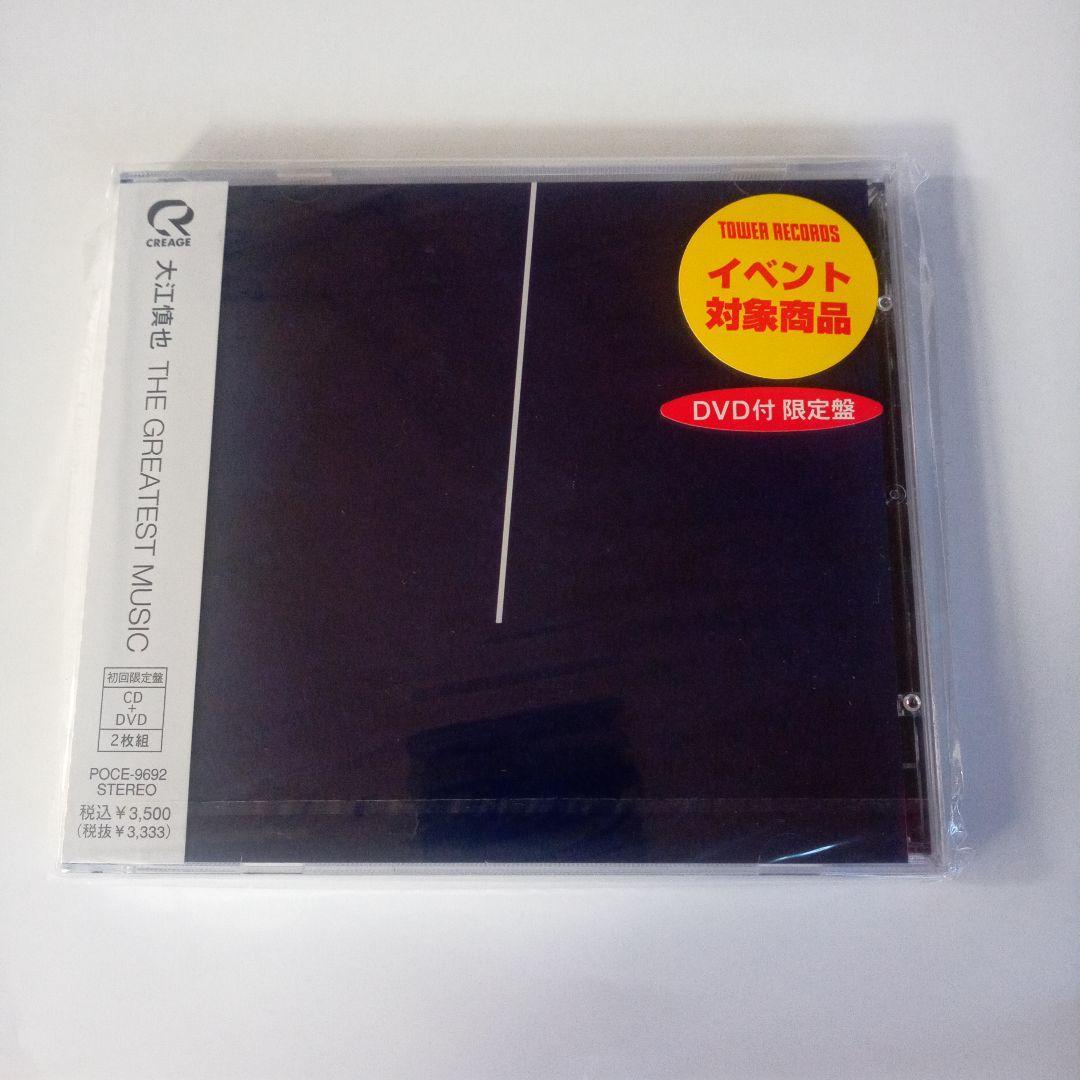 CREAGE
大江慎也 THE GREATEST MUSIC
初回限定盤
CD
+
DVD
2枚組
POCE-9692
STEREO
税込￥3,500
(税抜￥3,333)
TOWER RECORDS
イベント
対象商品
DVD付 限定盤